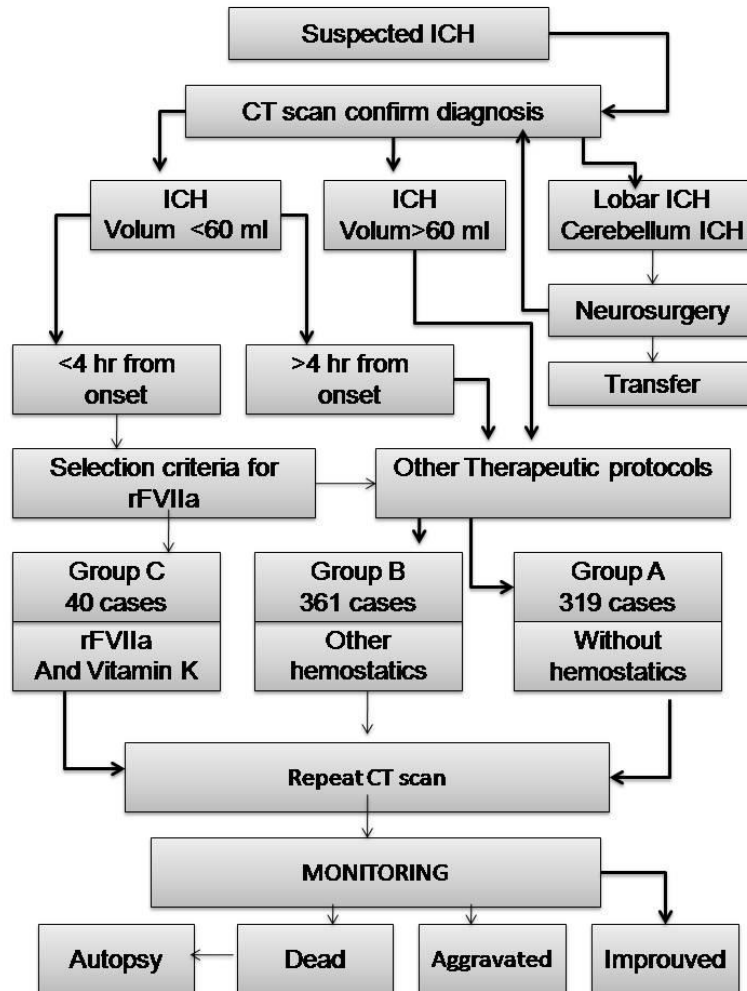 Suspected ICH
CT scan confirm diagnosis
ICH
Volum <60 ml
ICH
Volum>60 ml
Lobar ICH
Cerebellum ICH
Neurosurgery
Transfer
<4 hr from
onset
>4 hr from
onset
Selection criteria for
rFVIIa
Other Therapeutic protocols
Group C
40 cases
rFVIIa
And Vitamin K
Group B
361 cases
Other
hemostatics
Group A
319 cases
Without
hemostatics
Repeat CT scan
MONITORING
Autopsy
Dead
Aggravated
Improuved